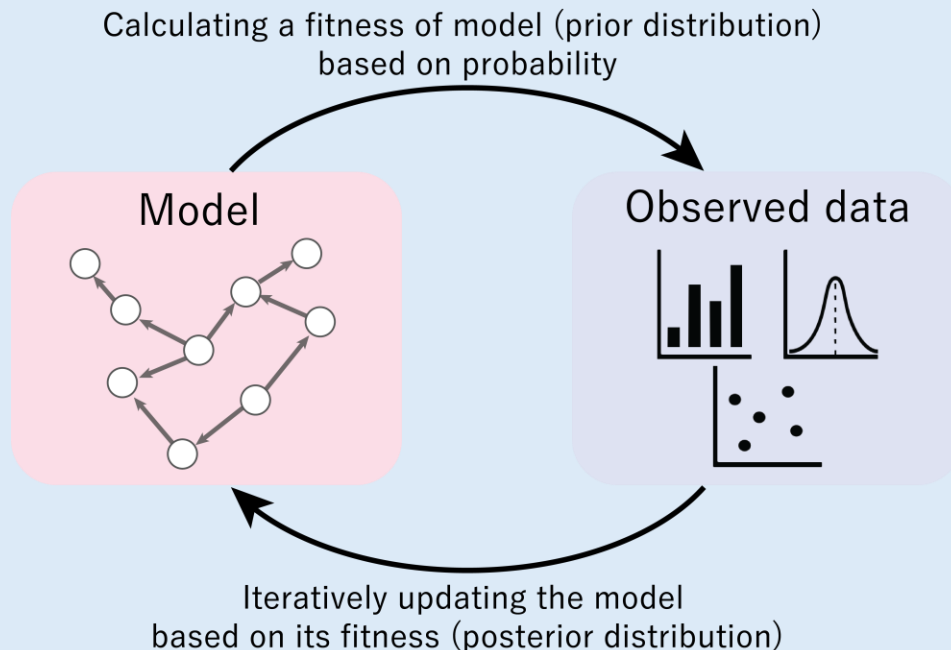 Calculating a fitness of model (prior distribution)
based on probability
Model
Observed data
Iteratively updating the model
based on its fitness (posterior distribution)